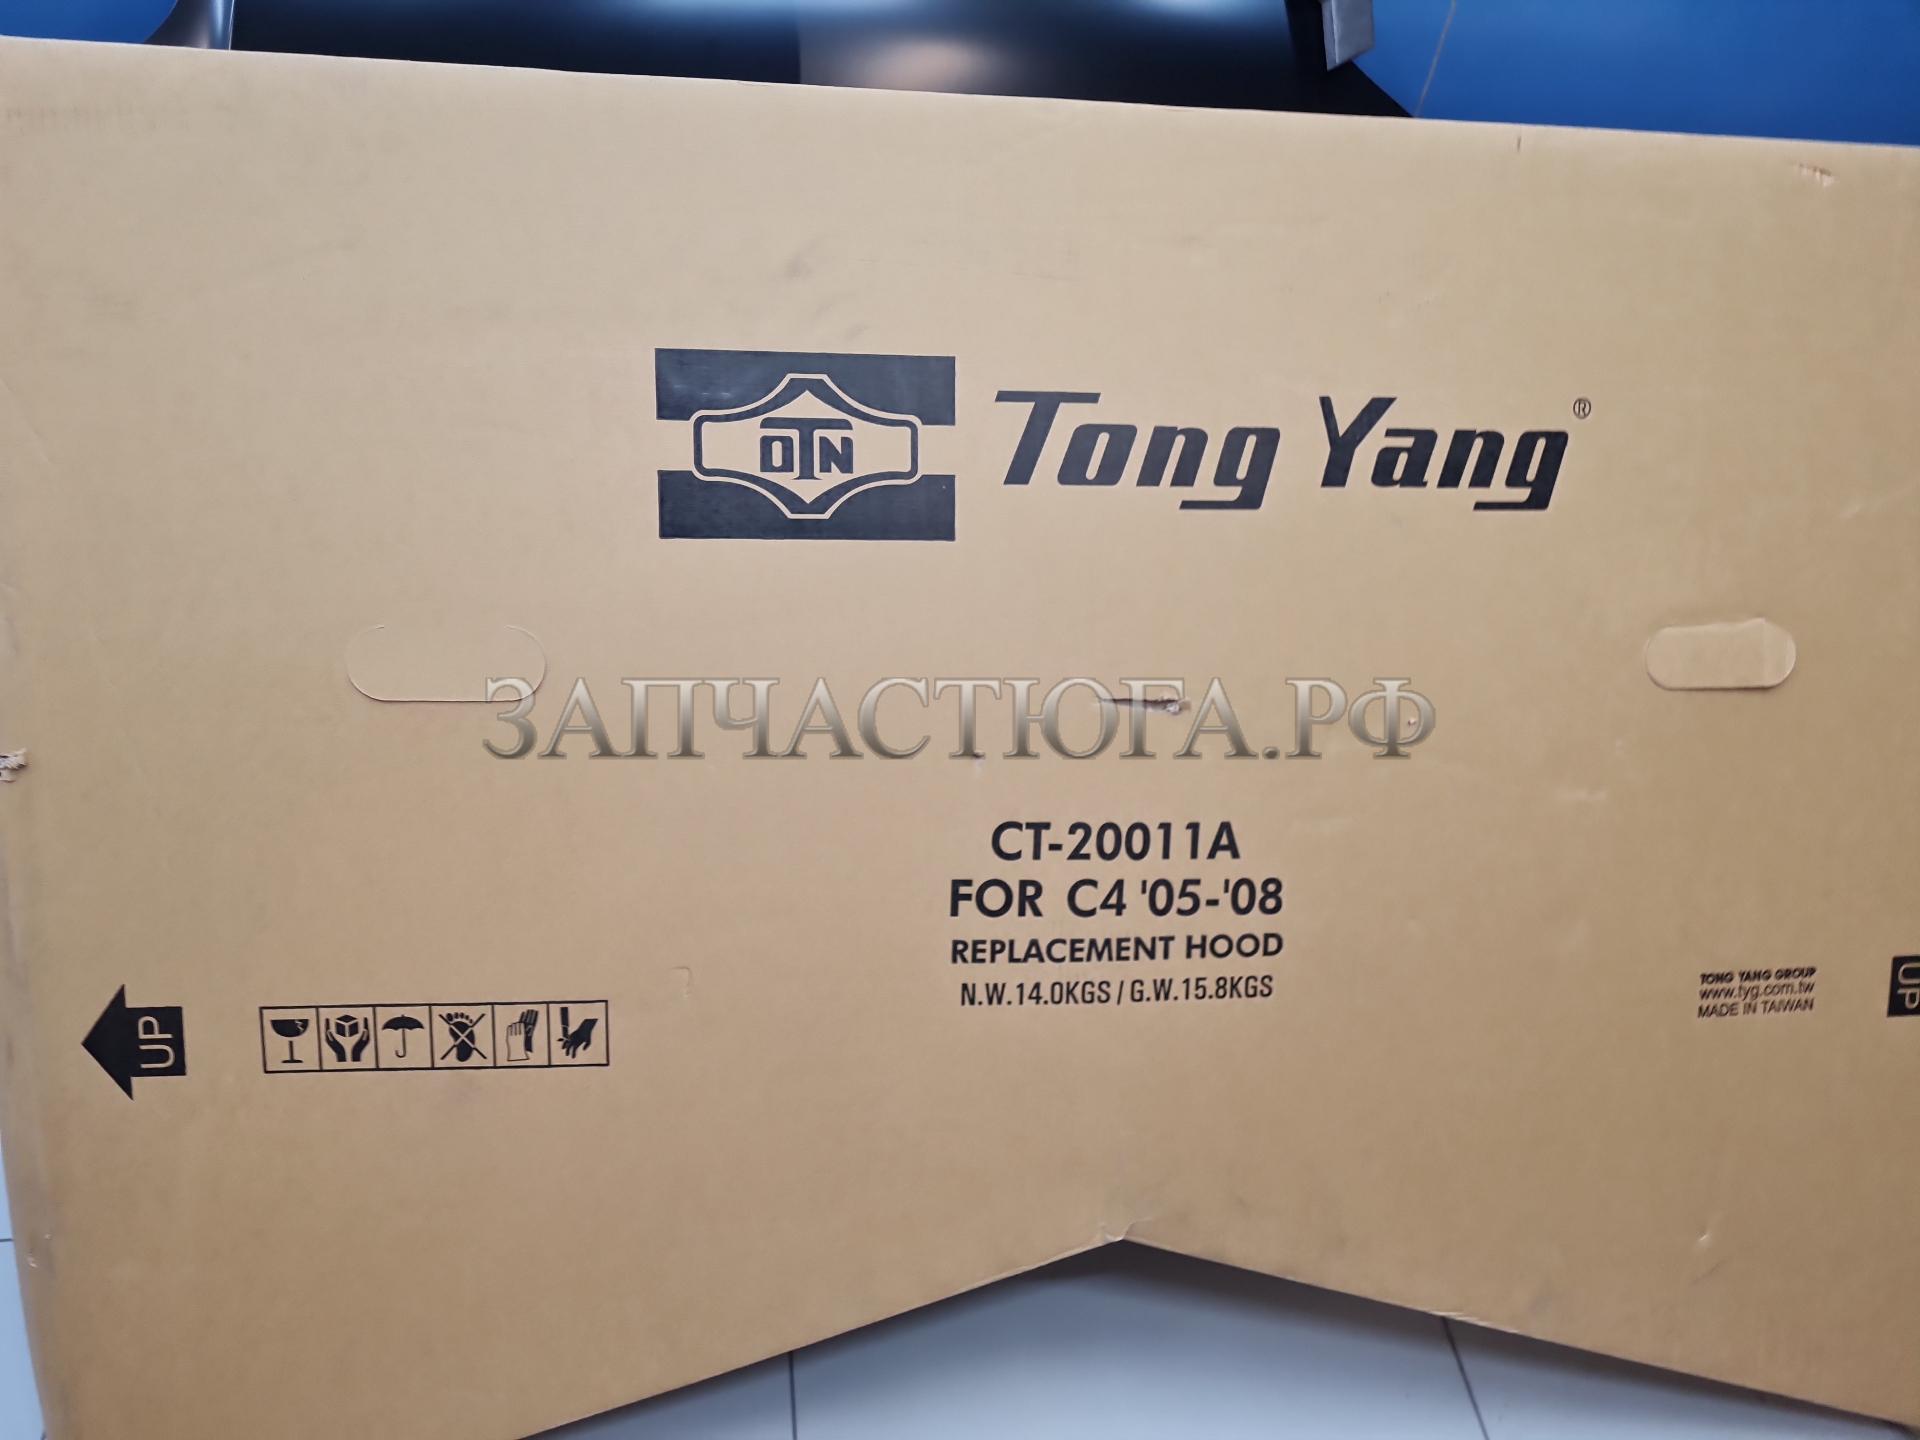 OTN
Tong Yang®
ЗАПЧАСТЮГА.РФ
CT-20011A
FOR C4 '05-'08
REPLACEMENT HOOD
N.W.14.0KGS / G.W.15.8KGS
UP
TONG YANG GROUP
www.tyg.com.tw
MADE IN TAIWAN
UP